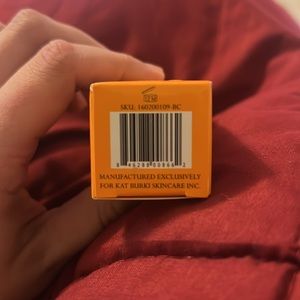 SKU: 160200109-BC
MANUFACTURED EXCLUSIVELY
FOR KAT BURKI SKINCARE INC.